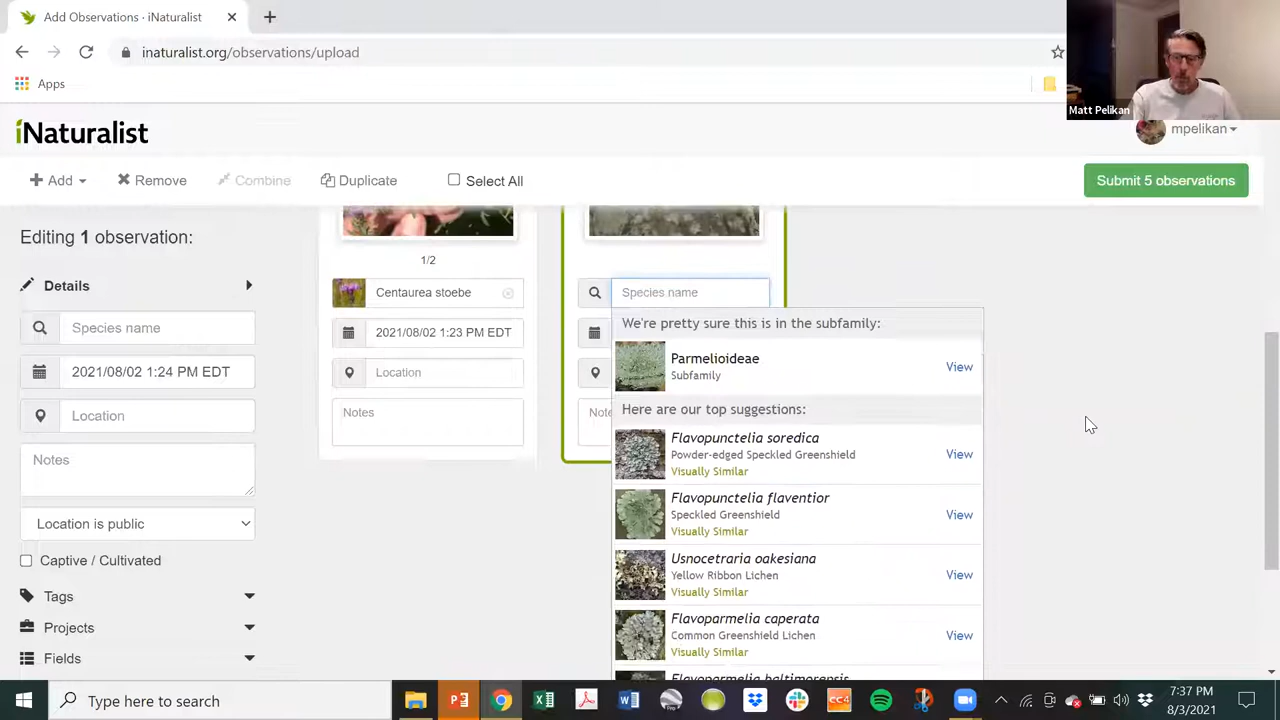 Add Observations · iNaturalist
inaturalist.org/observations/upload
Apps
Matt Pelikan
iNaturalist
mpelikan
Add
Remove
Combine
Duplicate
Select All
Submit 5 observations
Editing 1 observation:
Details
Species name
2021/08/02 1:24 PM EDT
Location
Notes
Location is public
Captive / Cultivated
Tags
Projects
Fields
1/2
Centaurea stoebe
2021/08/02 1:23 PM EDT
Location
Notes
Species name
Note
We're pretty sure this is in the subfamily:
Parmelioideae
Subfamily
View
Here are our top suggestions:
Flavopunctelia soredica
Powder-edged Speckled Greenshield
Visually Similar
View
Flavopunctelia flaventior
Speckled Greenshield
Visually Similar
View
Usnocetraria oakesiana
Yellow Ribbon Lichen
Visually Similar
View
Flavoparmelia caperata
Common Greenshield Lichen
Visually Similar
View
Flavoparmelia baltimorensis
Type here to search
CC4
7:37 PM
8/3/2021